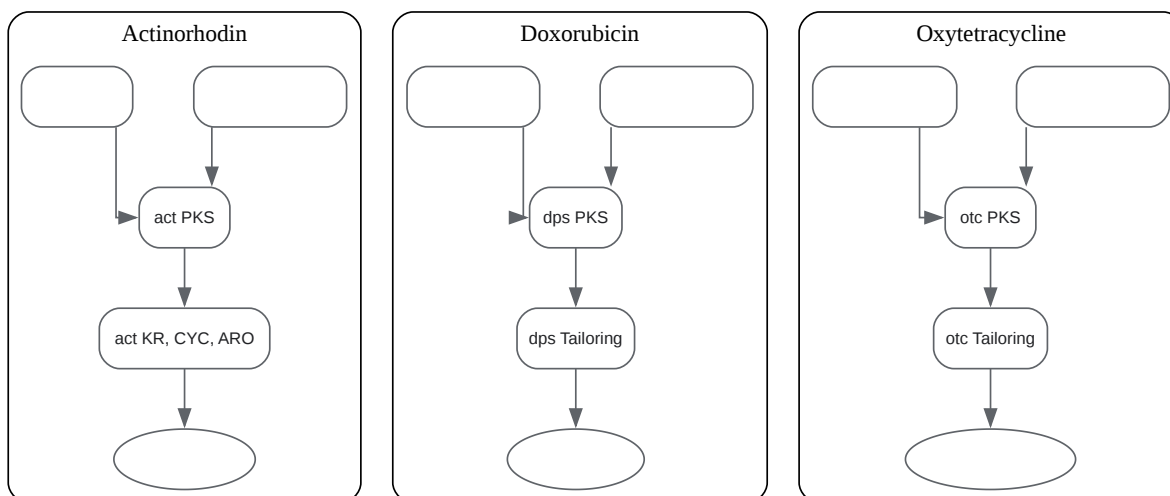 Actinorhodin
act PKS
act KR, CYC, ARO
Doxorubicin
dps PKS
dps Tailoring
Oxytetracycline
otc PKS
otc Tailoring